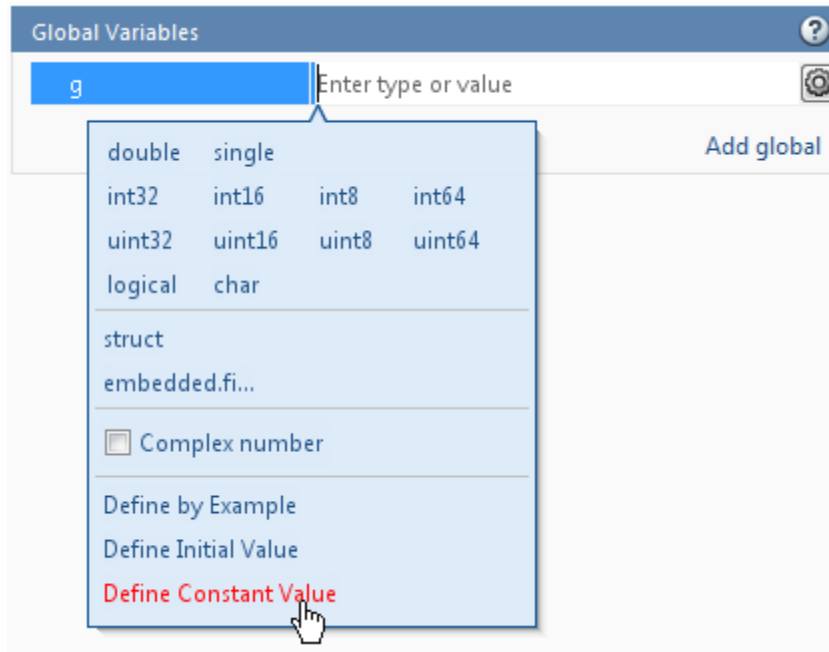 Global Variables ?
g Enter type or value
Add global
double single
int32 int16 int8 int64
uint32 uint16 uint8 uint64
logical char
struct
embedded.fi...
Complex number
Define by Example
Define Initial Value
Define Constant Value